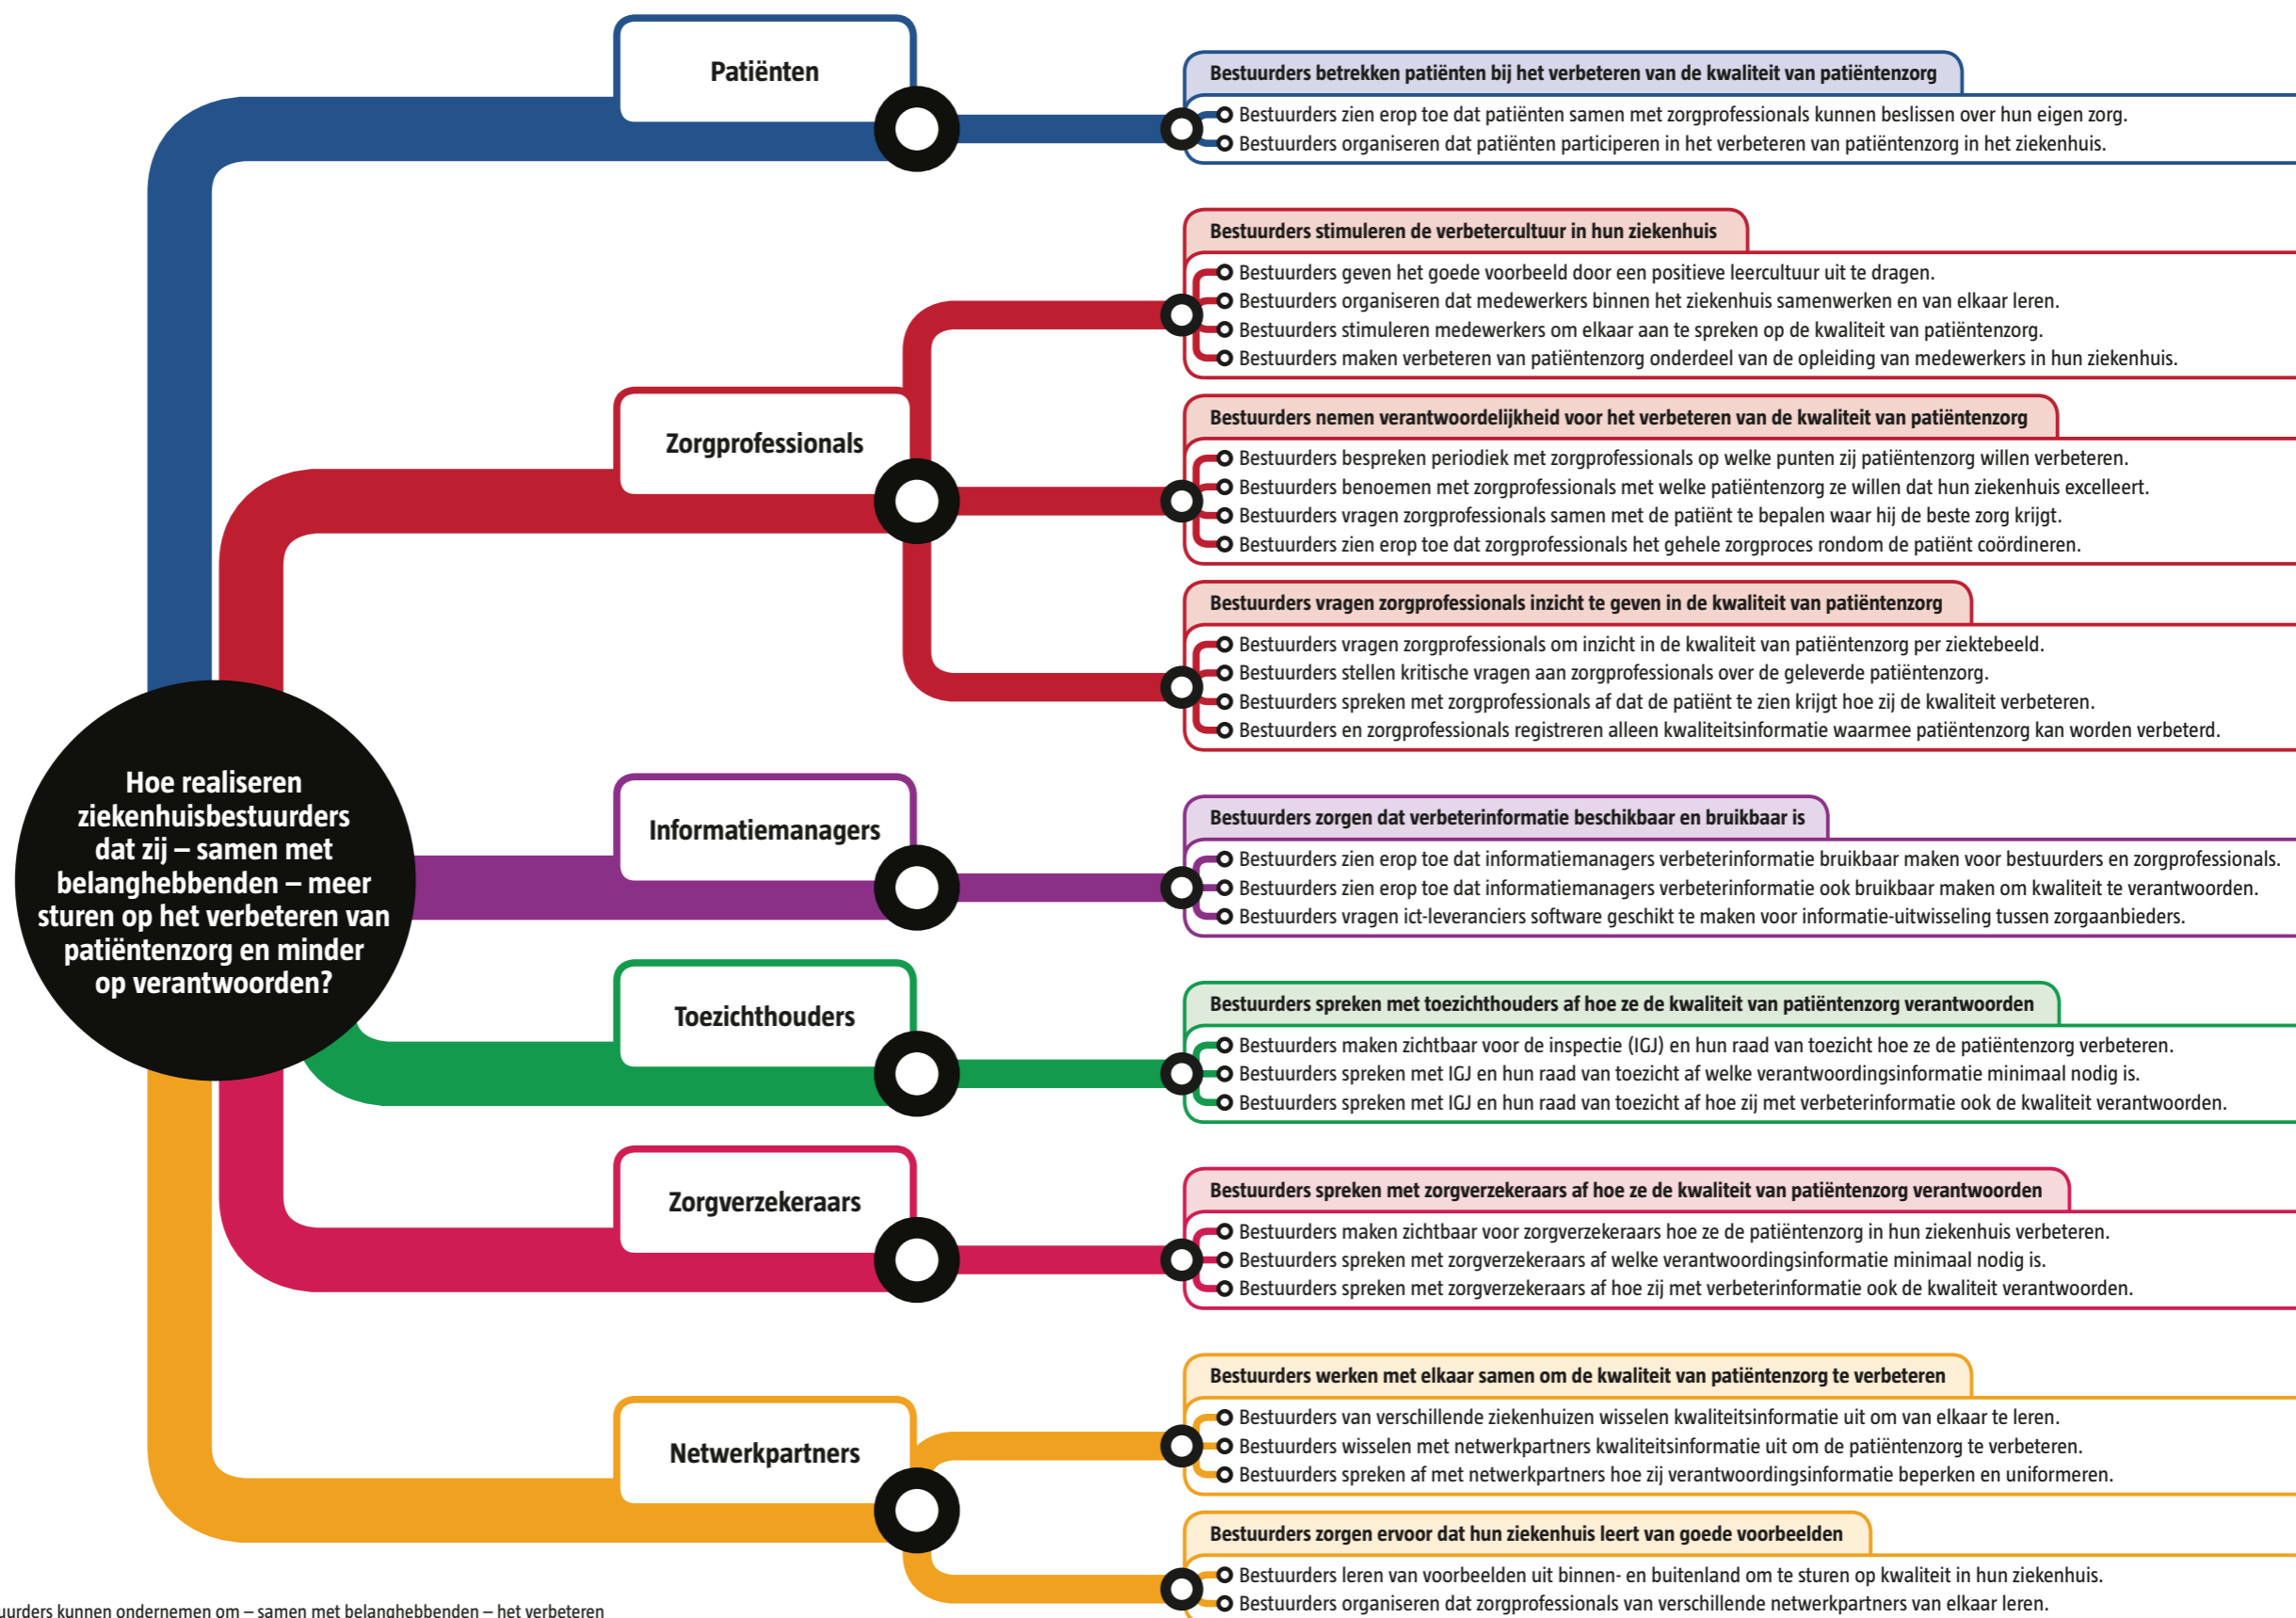 Hoe realiseren
ziekenhuisbestuurders
dat zij – samen met
belanghebbenden – meer
sturen op het verbeteren van
patiëntenzorg en minder
op verantwoorden?
Patiënten
Bestuurders betrekken patiënten bij het verbeteren van de kwaliteit van patiëntenzorg
Bestuurders zien erop toe dat patiënten samen met zorgprofessionals kunnen beslissen over hun eigen zorg.
Bestuurders organiseren dat patiënten participeren in het verbeteren van patiëntenzorg in het ziekenhuis.
Zorgprofessionals
Bestuurders stimuleren de verbetercultuur in hun ziekenhuis
Bestuurders geven het goede voorbeeld door een positieve leercultuur uit te dragen.
Bestuurders organiseren dat medewerkers binnen het ziekenhuis samenwerken en van elkaar leren.
Bestuurders stimuleren medewerkers om elkaar aan te spreken op de kwaliteit van patiëntenzorg.
Bestuurders maken verbeteren van patiëntenzorg onderdeel van de opleiding van medewerkers in hun ziekenhuis.
Bestuurders nemen verantwoordelijkheid voor het verbeteren van de kwaliteit van patiëntenzorg
Bestuurders bespreken periodiek met zorgprofessionals op welke punten zij patiëntenzorg willen verbeteren.
Bestuurders benoemen met zorgprofessionals met welke patiëntenzorg ze willen dat hun ziekenhuis excelleert.
Bestuurders vragen zorgprofessionals samen met de patiënt te bepalen waar hij de beste zorg krijgt.
Bestuurders zien erop toe dat zorgprofessionals het gehele zorgproces rondom de patiënt coördineren.
Bestuurders vragen zorgprofessionals inzicht te geven in de kwaliteit van patiëntenzorg
Bestuurders vragen zorgprofessionals om inzicht in de kwaliteit van patiëntenzorg per ziektebeeld.
Bestuurders stellen kritische vragen aan zorgprofessionals over de geleverde patiëntenzorg.
Bestuurders spreken met zorgprofessionals af dat de patiënt te zien krijgt hoe zij de kwaliteit verbeteren.
Bestuurders en zorgprofessionals registreren alleen kwaliteitsinformatie waarmee patiëntenzorg kan worden verbeterd.
Informatiemanagers
Bestuurders zorgen dat verbeterinformatie beschikbaar en bruikbaar is
Bestuurders zien erop toe dat informatiemanagers verbeterinformatie bruikbaar maken voor bestuurders en zorgprofessionals.
Bestuurders zien erop toe dat informatiemanagers verbeterinformatie ook bruikbaar maken om kwaliteit te verantwoorden.
Bestuurders vragen ict-leveranciers software geschikt te maken voor informatie-uitwisseling tussen zorgaanbieders.
Toezichthouders
Bestuurders spreken met toezichthouders af hoe ze de kwaliteit van patiëntenzorg verantwoorden
Bestuurders maken zichtbaar voor de inspectie (IGJ) en hun raad van toezicht hoe ze de patiëntenzorg verbeteren.
Bestuurders spreken met IGJ en hun raad van toezicht af welke verantwoordingsinformatie minimaal nodig is.
Bestuurders spreken met IGJ en hun raad van toezicht af hoe zij met verbeterinformatie ook de kwaliteit verantwoorden.
Zorgverzekeraars
Bestuurders spreken met zorgverzekeraars af hoe ze de kwaliteit van patiëntenzorg verantwoorden
Bestuurders maken zichtbaar voor zorgverzekeraars hoe ze de patiëntenzorg in hun ziekenhuis verbeteren.
Bestuurders spreken met zorgverzekeraars af welke verantwoordingsinformatie minimaal nodig is.
Bestuurders spreken met zorgverzekeraars af hoe zij met verbeterinformatie ook de kwaliteit verantwoorden.
Netwerkpartners
Bestuurders werken met elkaar samen om de kwaliteit van patiëntenzorg te verbeteren
Bestuurders van verschillende ziekenhuizen wisselen kwaliteitsinformatie uit om van elkaar te leren.
Bestuurders wisselen met netwerkpartners kwaliteitsinformatie uit om de patiëntenzorg te verbeteren.
Bestuurders spreken af met netwerkpartners hoe zij verantwoordingsinformatie beperken en uniformeren.
Bestuurders zorgen ervoor dat hun ziekenhuis leert van goede voorbeelden
Bestuurders leren van voorbeelden uit binnen- en buitenland om te sturen op kwaliteit in hun ziekenhuis.
Bestuurders organiseren dat zorgprofessionals van verschillende netwerkpartners van elkaar leren.
kunnen ondernemen om – samen met belanghebbenden – het verbeteren